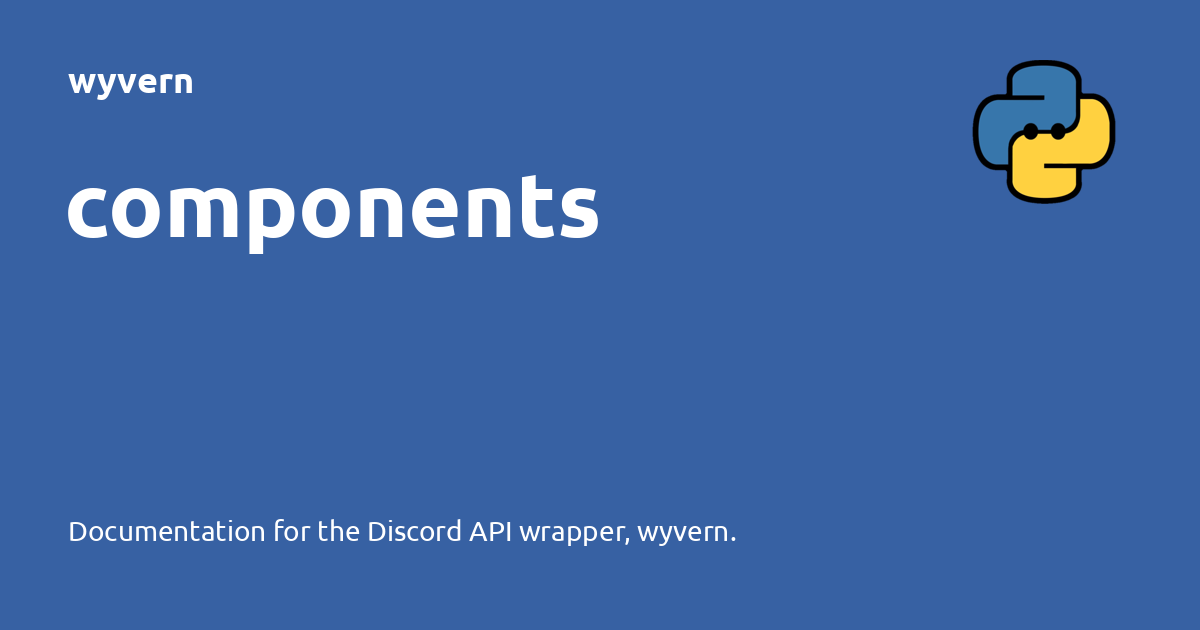 wyvern
components
Documentation for the Discord API wrapper, wyvern.